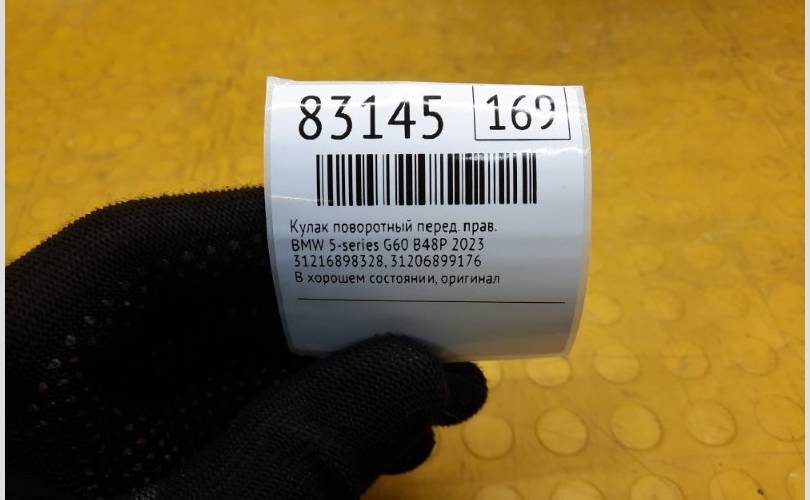 83145 169
Кулак поворотный перед. прав.
BMW 5-series G60 B48P 2023
31216898328, 31206899176
В хорошем состоянии, оригинал